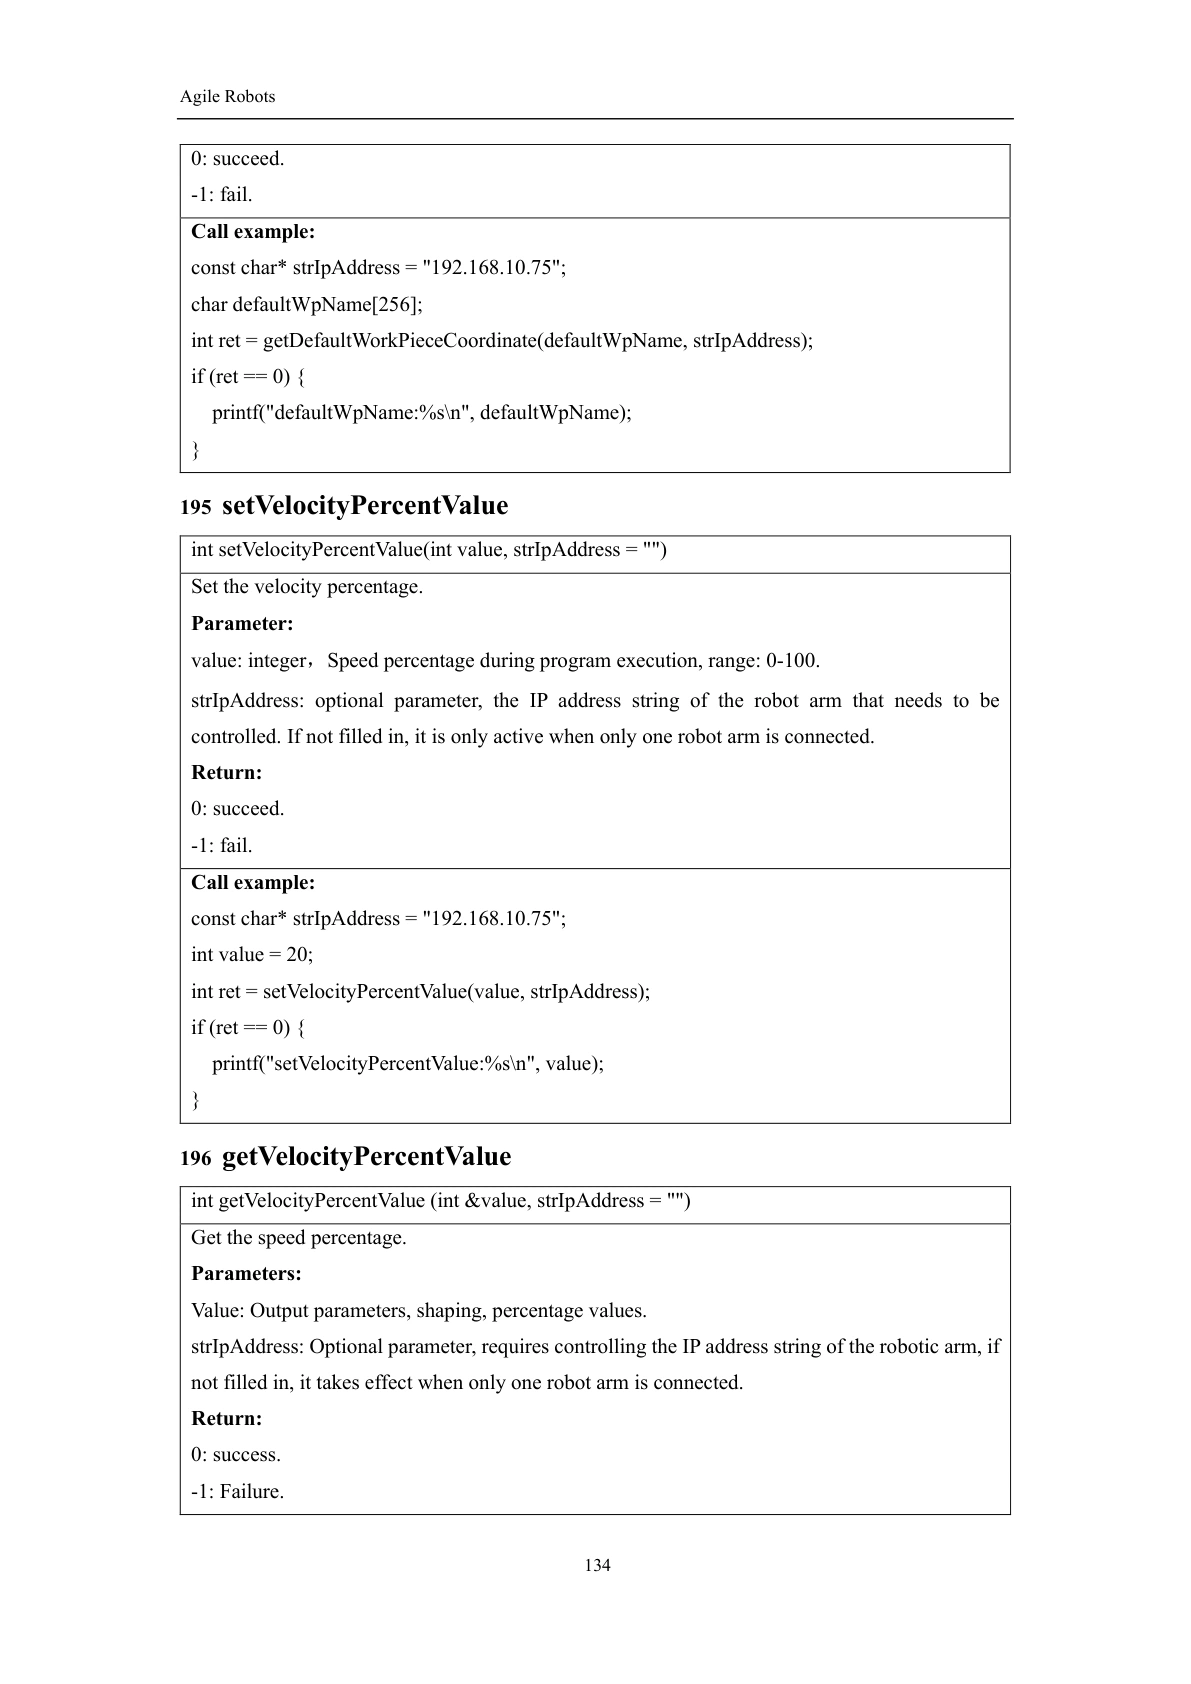 Agile Robots
0: succeed.
-1: fail.
Call example:
const char* strIpAddress = "192.168.10.75";
char defaultWpName[256];
int ret = getDefaultWorkPieceCoordinate(defaultWpName, strIpAddress);
if (ret == 0) {
printf("defaultWpName:%s\n", defaultWpName);
}
195 setVelocityPercentValue
int setVelocityPercentValue(int value, strIpAddress = "")
Set the velocity percentage.
Parameter:
value: integer，Speed percentage during program execution, range: 0-100.
strIpAddress: optional parameter, the IP address string of the robot arm that needs to be
controlled. If not filled in, it is only active when only one robot arm is connected.
Return:
0: succeed.
-1: fail.
Call example:
const char* strIpAddress = "192.168.10.75";
int value = 20;
int ret = setVelocityPercentValue(value, strIpAddress);
if (ret == 0) {
printf("setVelocityPercentValue:%s\n", value);
}
196 getVelocityPercentValue
int getVelocityPercentValue (int &value, strIpAddress = "")
Get the speed percentage.
Parameters:
Value: Output parameters, shaping, percentage values.
strIpAddress: Optional parameter, requires controlling the IP address string of the robotic arm, if
not filled in, it takes effect when only one robot arm is connected.
Return:
0: success.
-1: Failure.
134